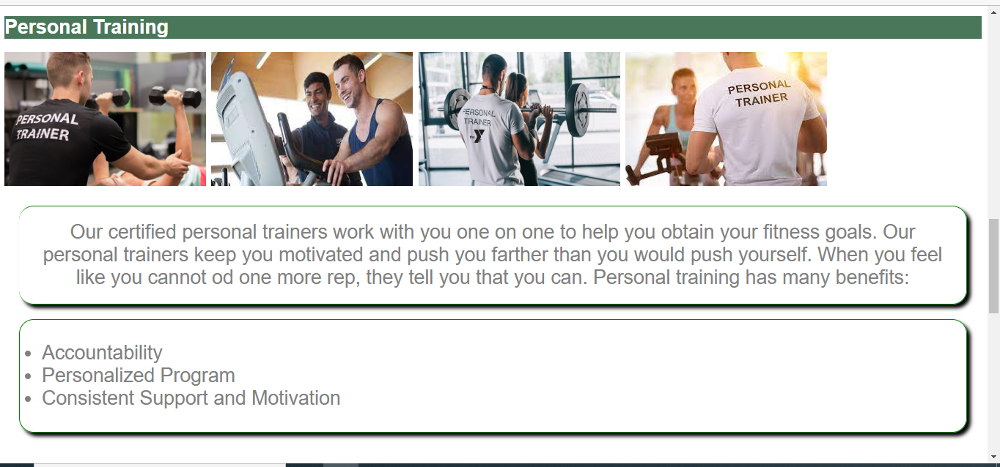 Personal Training
PERSONAL
TRAINER
PERSONAL
TRAINER
PERSONAL
TRAINER
Our certified personal trainers work with you one on one to help you obtain your fitness goals. Our
personal trainers keep you motivated and push you farther than you would push yourself. When you feel
like you cannot od one more rep, they tell you that you can. Personal training has many benefits:
• Accountability
• Personalized Program
• Consistent Support and Motivation